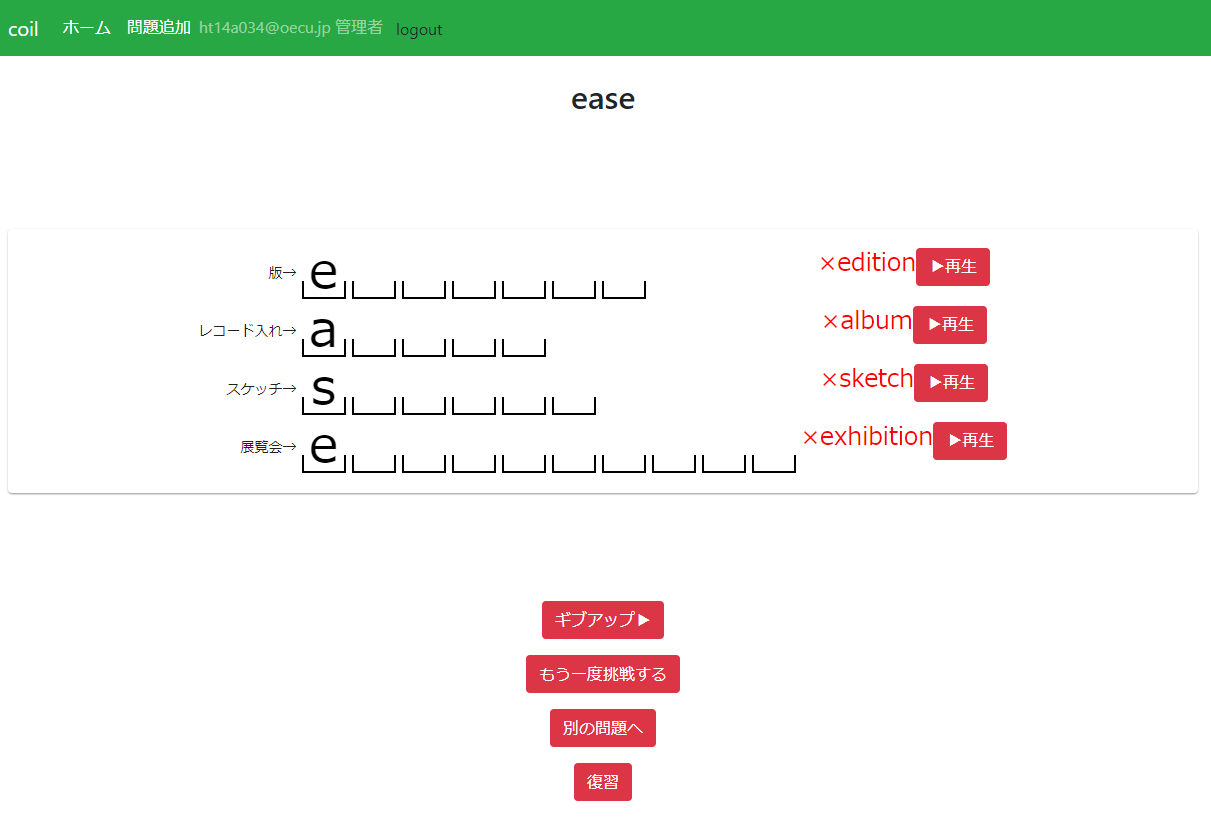 coil ホーム 問題追加 ht14a034@oecu.jp 管理者 logout
ease
版→ e ×edition ▶再生
レコード入れ→ a ×album ▶再生
スケッチ→ s ×sketch ▶再生
展覧会→ e ×exhibition ▶再生
ギブアップ▶
もう一度挑戦する
別の問題へ
復習